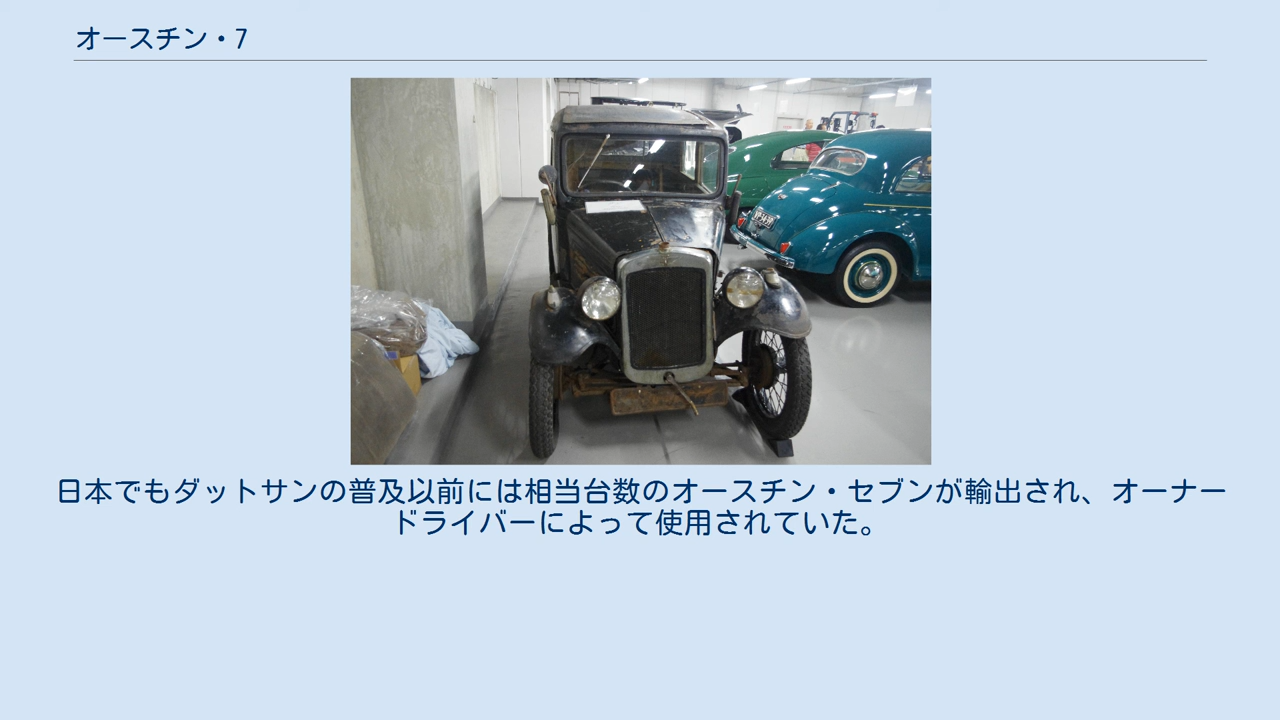 オースチン・7
日本でもダットサンの普及以前には相当台数のオースチン・セブンが輸出され、オーナー
ドライバーによって使用されていた。